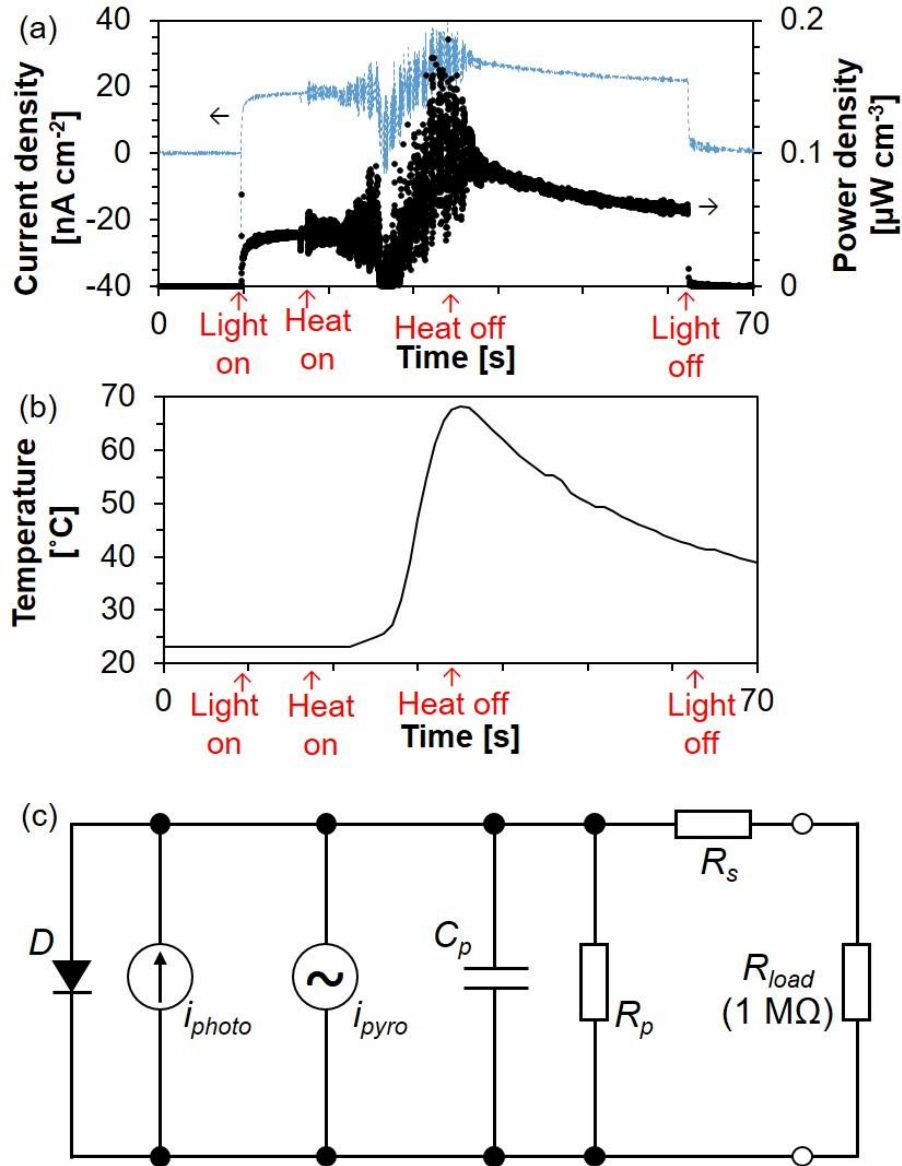 (a)
Current density
[nA cm-2]
40
20
0
-20
-40
←
→
0.2
0.1
0
Power density
[µW cm-3]
0
↑
Light
on
↑
Heat
on
↑
Heat off
↑
Light
off
70
Time [s]
(b)
Temperature
[˚C]
70
60
50
40
30
20
0
↑
Light
on
↑
Heat
on
↑
Heat off
↑
Light
off
70
Time [s]
(c)
D
iphoto
~
ipyro
Cp
Rp
Rs
Rload
(1 MΩ)